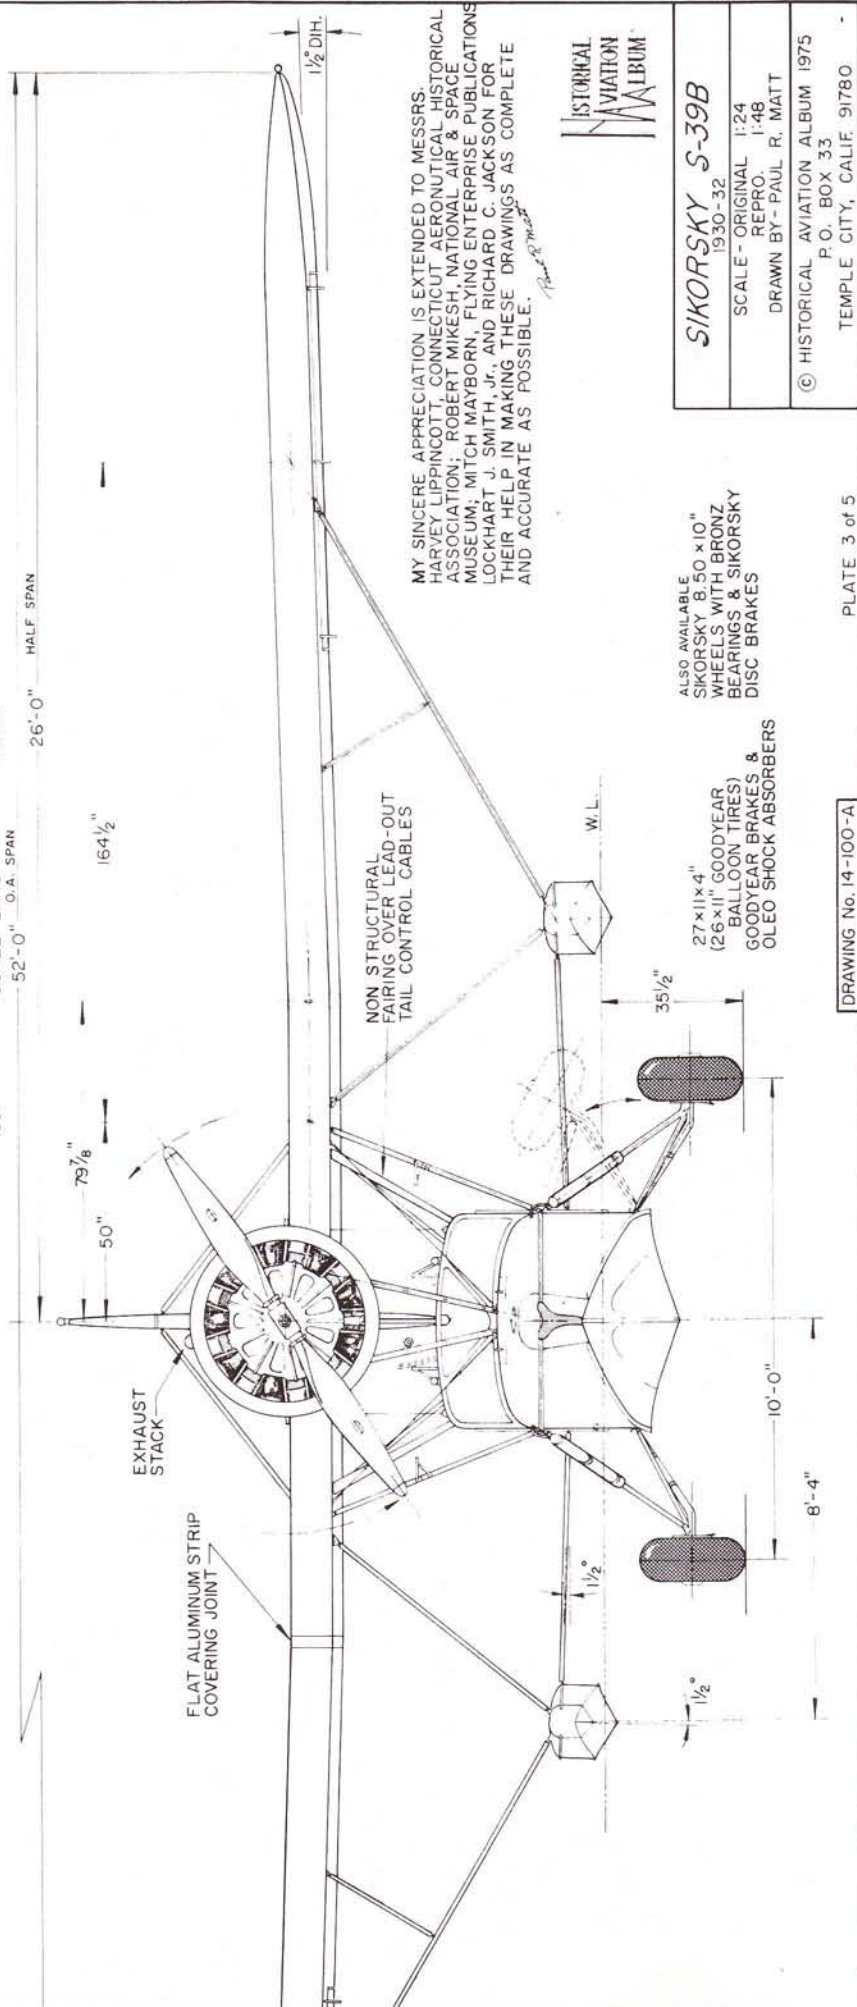 52'-0" O.A. SPAN
26'-0" HALF SPAN
164½"
79⅞"
50"
1½° DIH.
EXHAUST
STACK
FLAT ALUMINUM STRIP
COVERING JOINT
NON STRUCTURAL
FAIRING OVER LEAD-OUT
TAIL CONTROL CABLES
MY SINCERE APPRECIATION IS EXTENDED TO MESSRS.
HARVEY LIPPINCOTT, CONNECTICUT AERONUTICAL HISTORICAL
ASSOCIATION; ROBERT MIKESH, NATIONAL AIR & SPACE
MUSEUM; MITCH MAYBORN, FLYING ENTERPRISE PUBLICATIONS
LOCKHART J. SMITH, Jr., AND RICHARD C. JACKSON FOR
THEIR HELP IN MAKING THESE DRAWINGS AS COMPLETE
AND ACCURATE AS POSSIBLE.
Paul R Matt
HISTORICAL
AVIATION
ALBUM
W.L.
35½"
1½°
1½°
10'-0"
8'-4"
27×11×4"
(26×11" GOODYEAR
BALLOON TIRES)
GOODYEAR BRAKES &
OLEO SHOCK ABSORBERS
ALSO AVAILABLE
SIKORSKY 8.50×10"
WHEELS WITH BRONZ
BEARINGS & SIKORSKY
DISC BRAKES
SIKORSKY S-39B
1930-32
SCALE - ORIGINAL 1:24
REPRO. 1:48
DRAWN BY - PAUL R. MATT
© HISTORICAL AVIATION ALBUM 1975
P.O. BOX 33
TEMPLE CITY, CALIF. 91780
DRAWING No. 14-100-A
PLATE 3 of 5